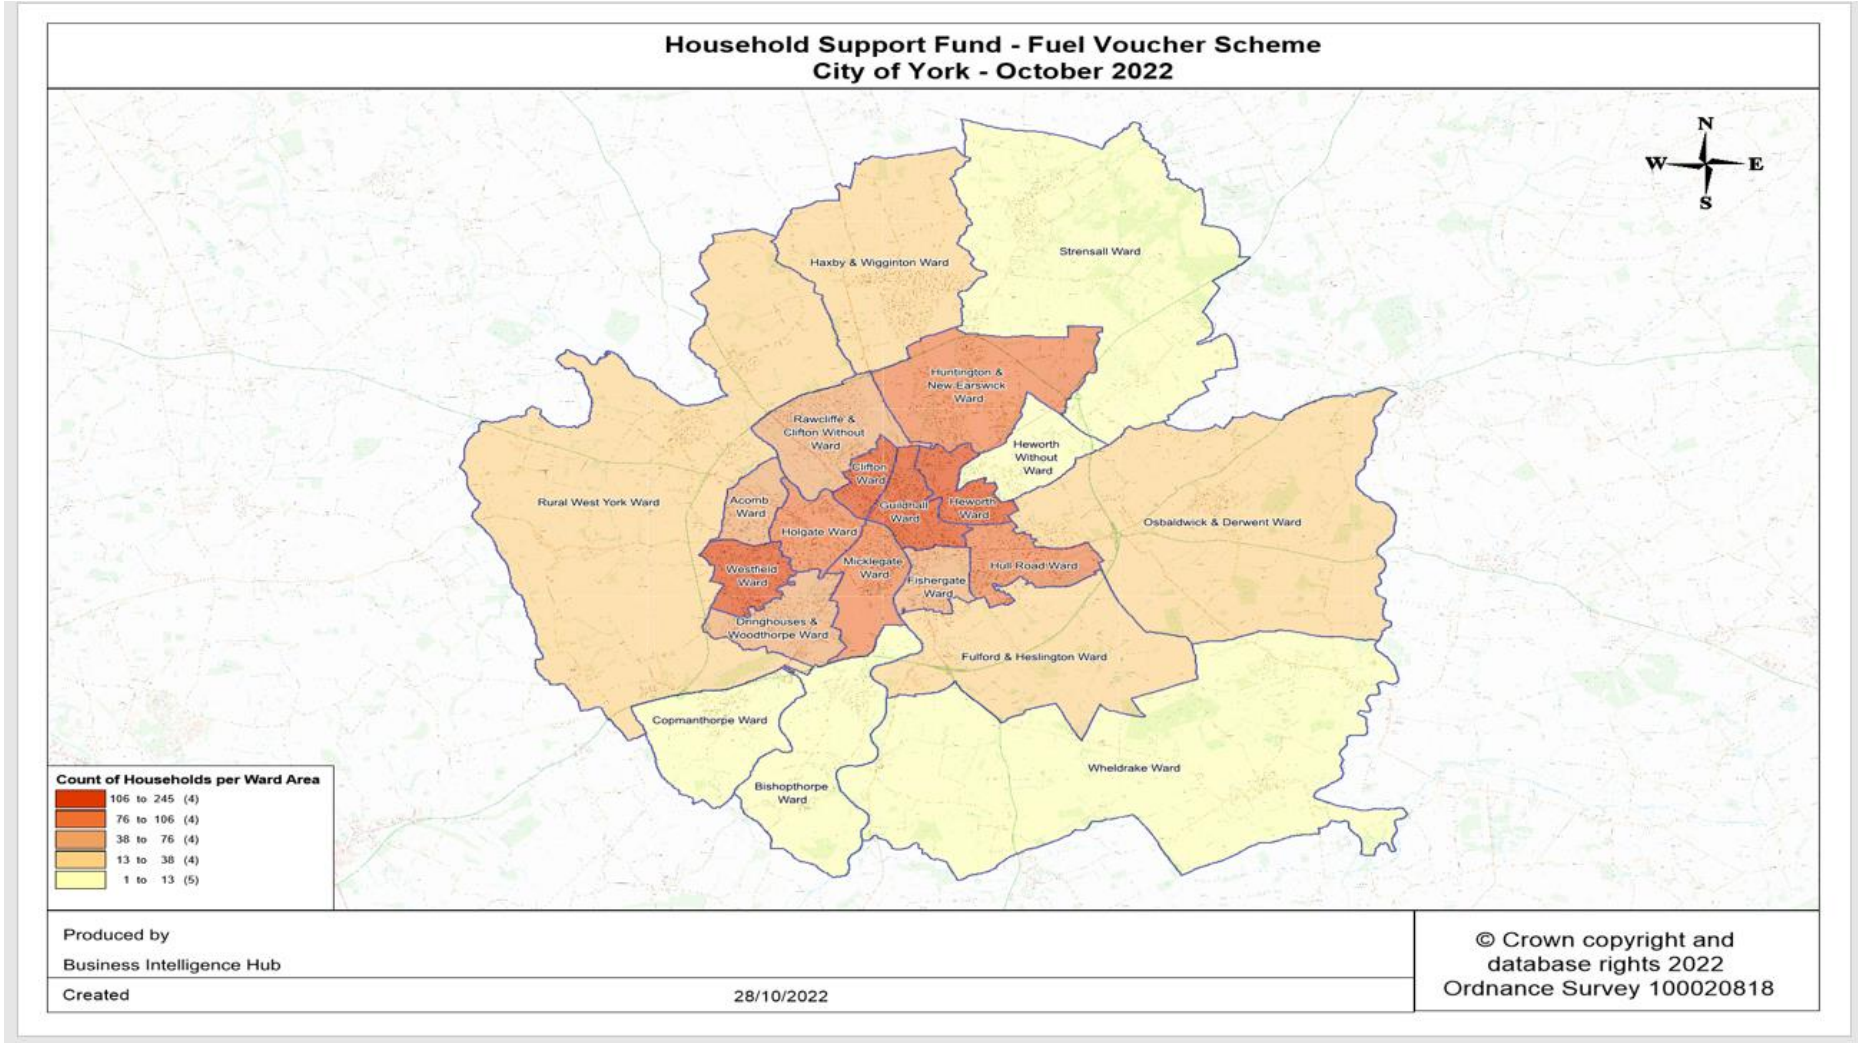 Household Support Fund - Fuel Voucher Scheme
City of York - October 2022
N
W E
S
Strensall Ward
Haxby & Wigginton Ward
Huntington &
New Earswick
Ward
Rawcliffe &
Clifton Without
Ward
Heworth
Without
Ward
Clifton
Ward
Rural West York Ward
Acomb
Ward
Guildhall
Ward
Heworth
Ward
Osbaldwick & Derwent Ward
Holgate Ward
Westfield
Ward
Micklegate
Ward
Fishergate
Ward
Hull Road Ward
Dringhouses &
Woodthorpe Ward
Fulford & Heslington Ward
Copmanthorpe Ward
Wheldrake Ward
Bishopthorpe
Ward
Count of Households per Ward Area
106 to 245 (4)
76 to 106 (4)
38 to 76 (4)
13 to 38 (4)
1 to 13 (5)
Produced by
Business Intelligence Hub
Created 28/10/2022
© Crown copyright and
database rights 2022
Ordnance Survey 100020818